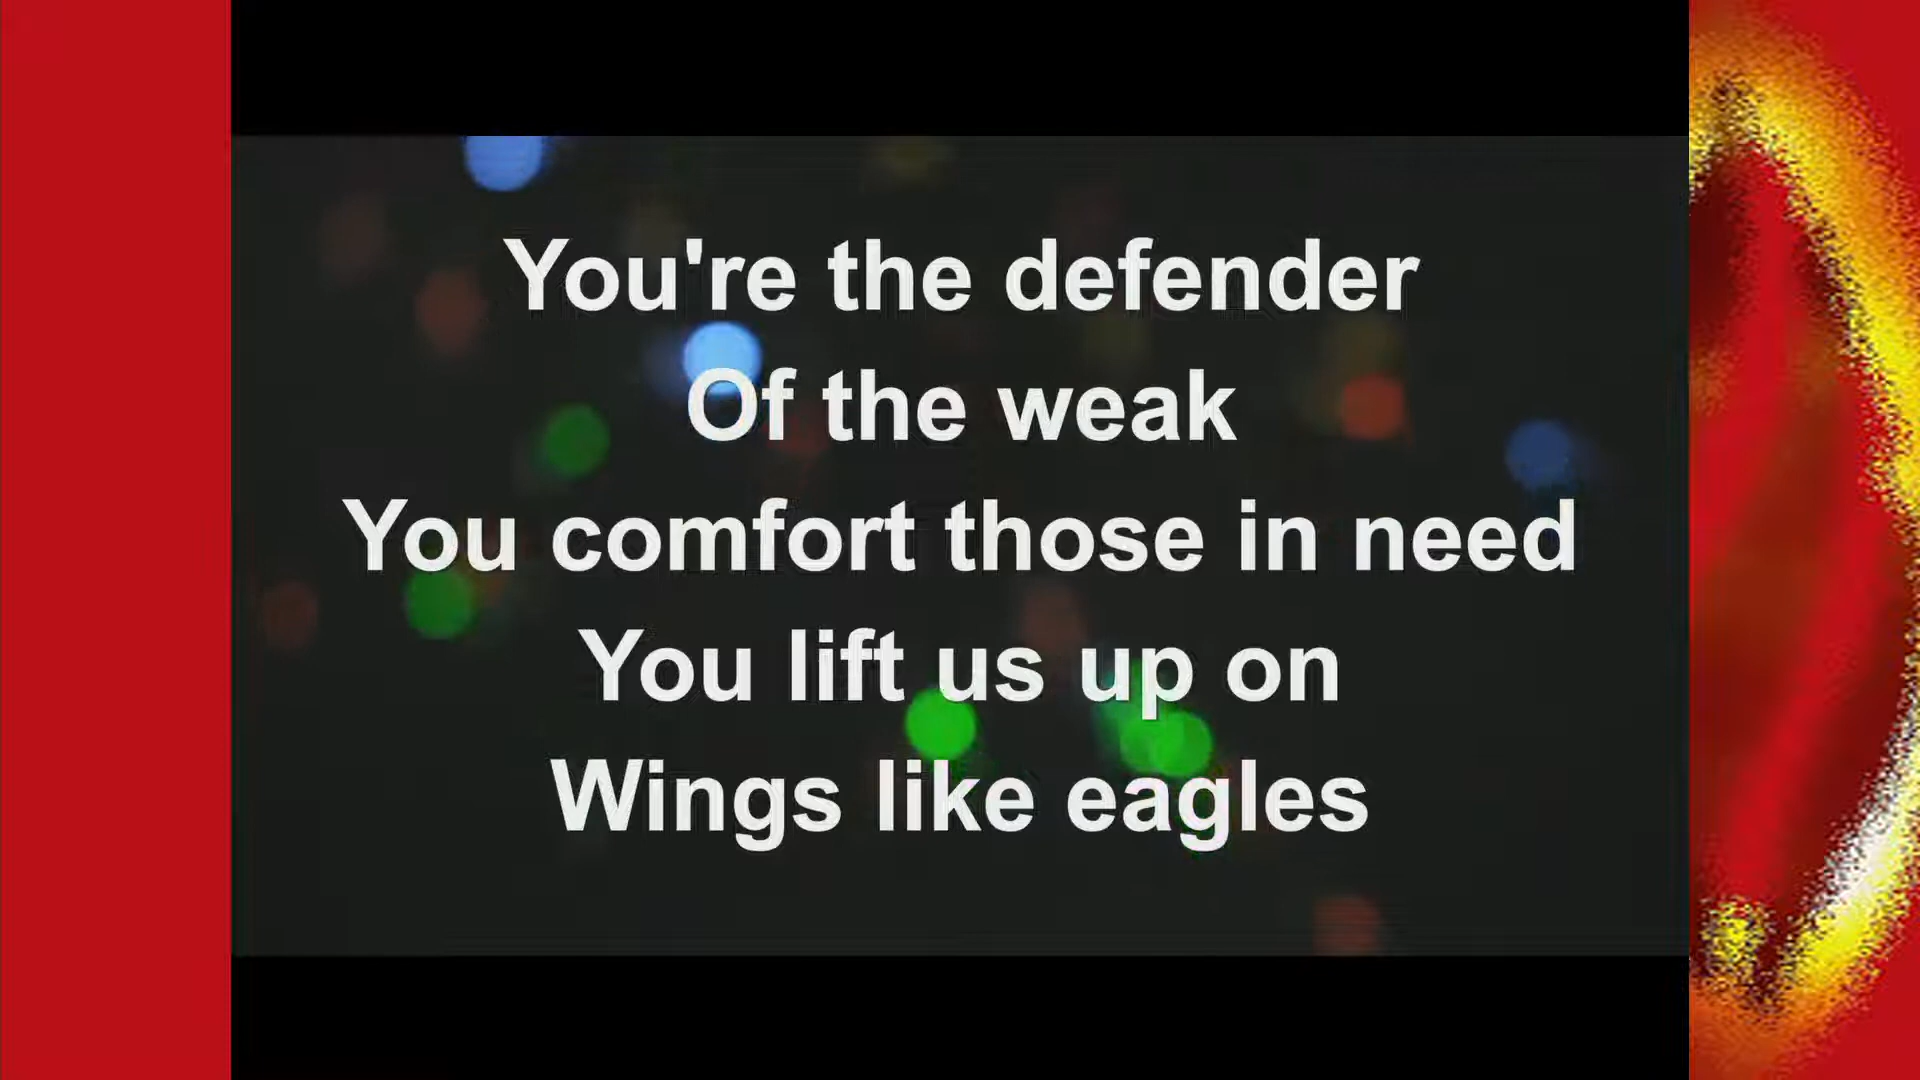 You're the defender
Of the weak
You comfort those in need
You lift us up on
Wings like eagles